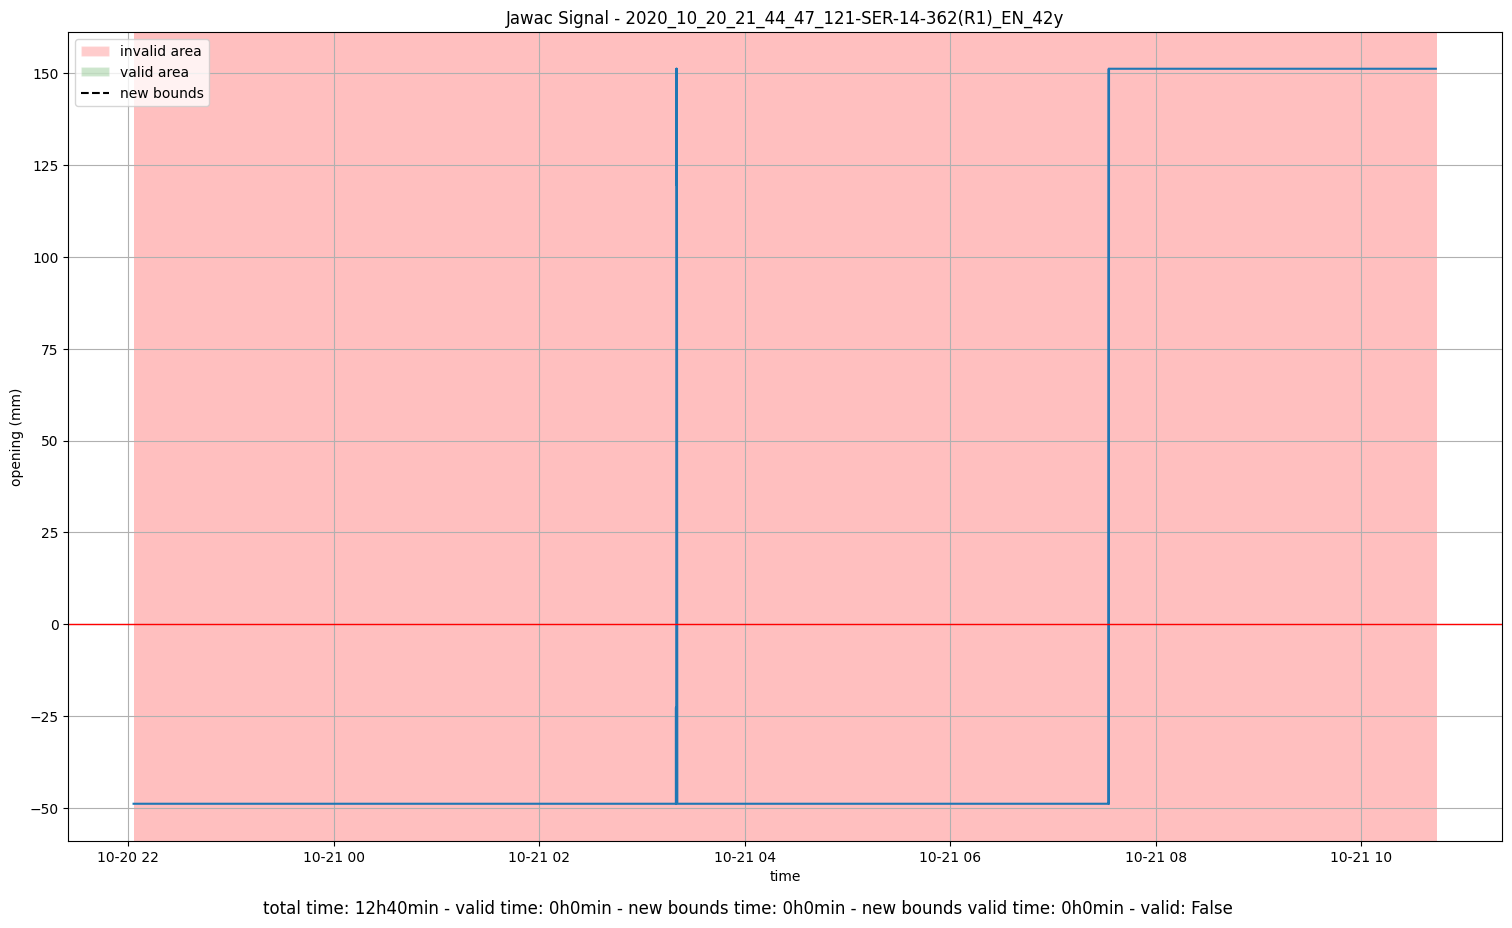 Jawac Signal - 2020_10_20_21_44_47_121-SER-14-362(R1)_EN_42y
invalid area
valid area
new bounds
150
125
100
75
50
25
0
−25
−50
opening (mm)
10-20 22
10-21 00
10-21 02
10-21 04
10-21 06
10-21 08
10-21 10
time
total time: 12h40min - valid time: 0h0min - new bounds time: 0h0min - new bounds valid time: 0h0min - valid: False